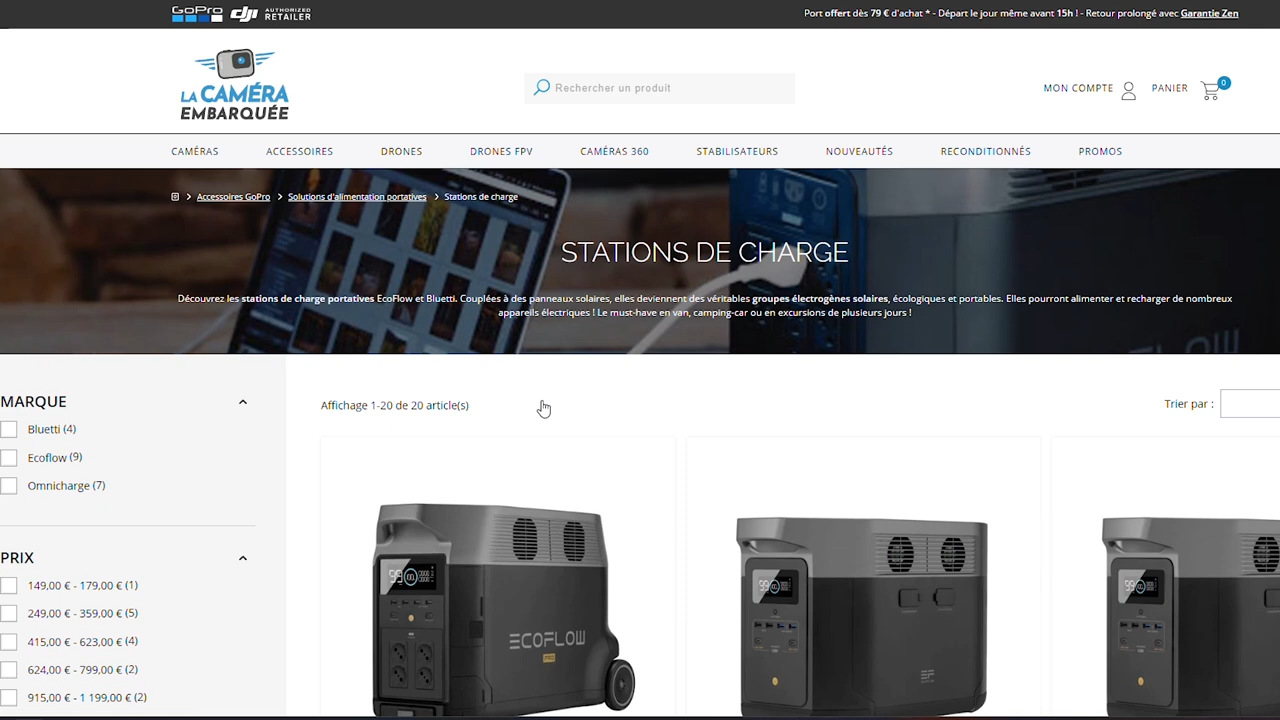 GoPro dji AUTHORIZED RETAILER
Port offert dès 79 € d'achat * - Départ le jour même avant 15h ! - Retour prolongé avec Garantie Zen
LA CAMÉRA
EMBARQUÉE
Rechercher un produit
MON COMPTE
PANIER
0
CAMÉRAS
ACCESSOIRES
DRONES
DRONES FPV
CAMÉRAS 360
STABILISATEURS
NOUVEAUTÉS
RECONDITIONNÉS
PROMOS
Accessoires GoPro > Solutions d'alimentation portatives > Stations de charge
STATIONS DE CHARGE
Découvrez les stations de charge portatives EcoFlow et Bluetti. Couplées à des panneaux solaires, elles deviennent des véritables groupes électrogènes solaires, écologiques et portables. Elles pourront alimenter et recharger de nombreux
appareils électriques ! Le must-have en van, camping-car ou en excursions de plusieurs jours !
MARQUE
Bluetti (4)
Ecoflow (9)
Omnicharge (7)
PRIX
149,00 € - 179,00 € (1)
249,00 € - 359,00 € (5)
415,00 € - 623,00 € (4)
624,00 € - 799,00 € (2)
915,00 € - 1 199,00 € (2)
Affichage 1-20 de 20 article(s)
Trier par :
99
ECOFLOW
PRO
99
EF
99